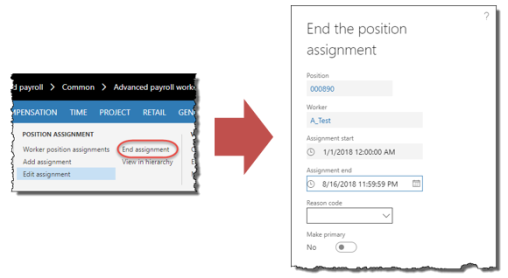 d payroll > Common > Advanced payroll work
MPENSATION TIME PROJECT RETAIL GEN
POSITION ASSIGNMENT
Worker position assignments End assignment
Add assignment View in hierarchy
Edit assignment
?
End the position
assignment
Position
000890
Worker
A_Test
Assignment start
1/1/2018 12:00:00 AM
Assignment end
8/16/2018 11:59:59 PM
Reason code
Make primary
No